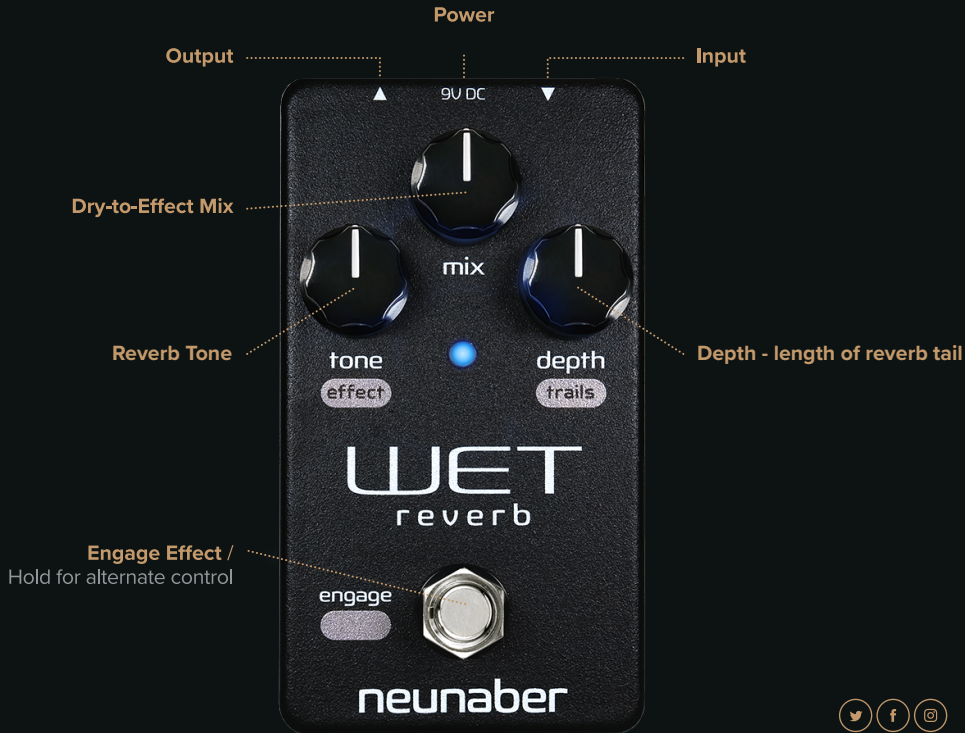 Power
Output
Input
9V DC
Dry-to-Effect Mix
mix
Reverb Tone
Depth - length of reverb tail
tone
depth
effect
trails
WET
reverb
Engage Effect /
Hold for alternate control
engage
neunaber